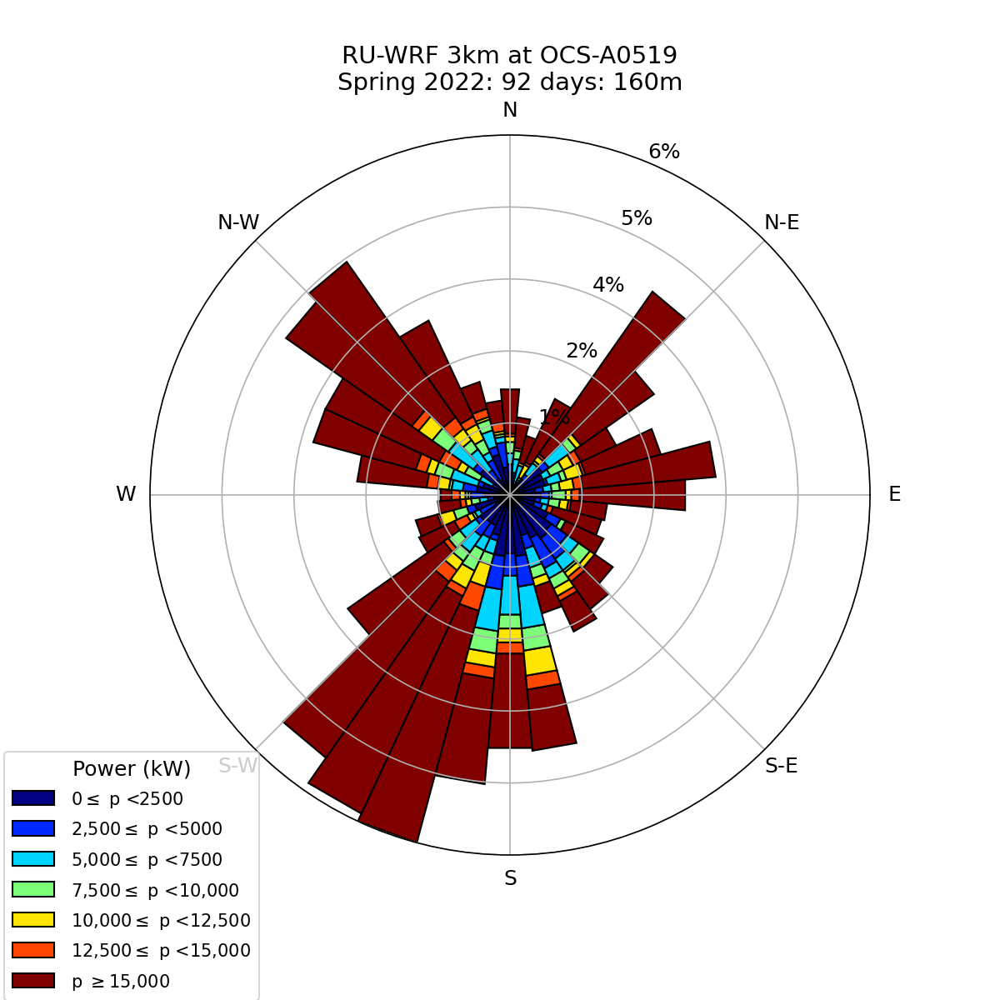 RU-WRF 3km at OCS-A0519
Spring 2022: 92 days: 160m
N
6%
N-W
5%
N-E
4%
2%
1%
W
E
S-W
S-E
S
Power (kW)
0≤ p <2500
2,500≤ p <5000
5,000≤ p <7500
7,500≤ p <10,000
10,000≤ p <12,500
12,500≤ p <15,000
p ≥15,000